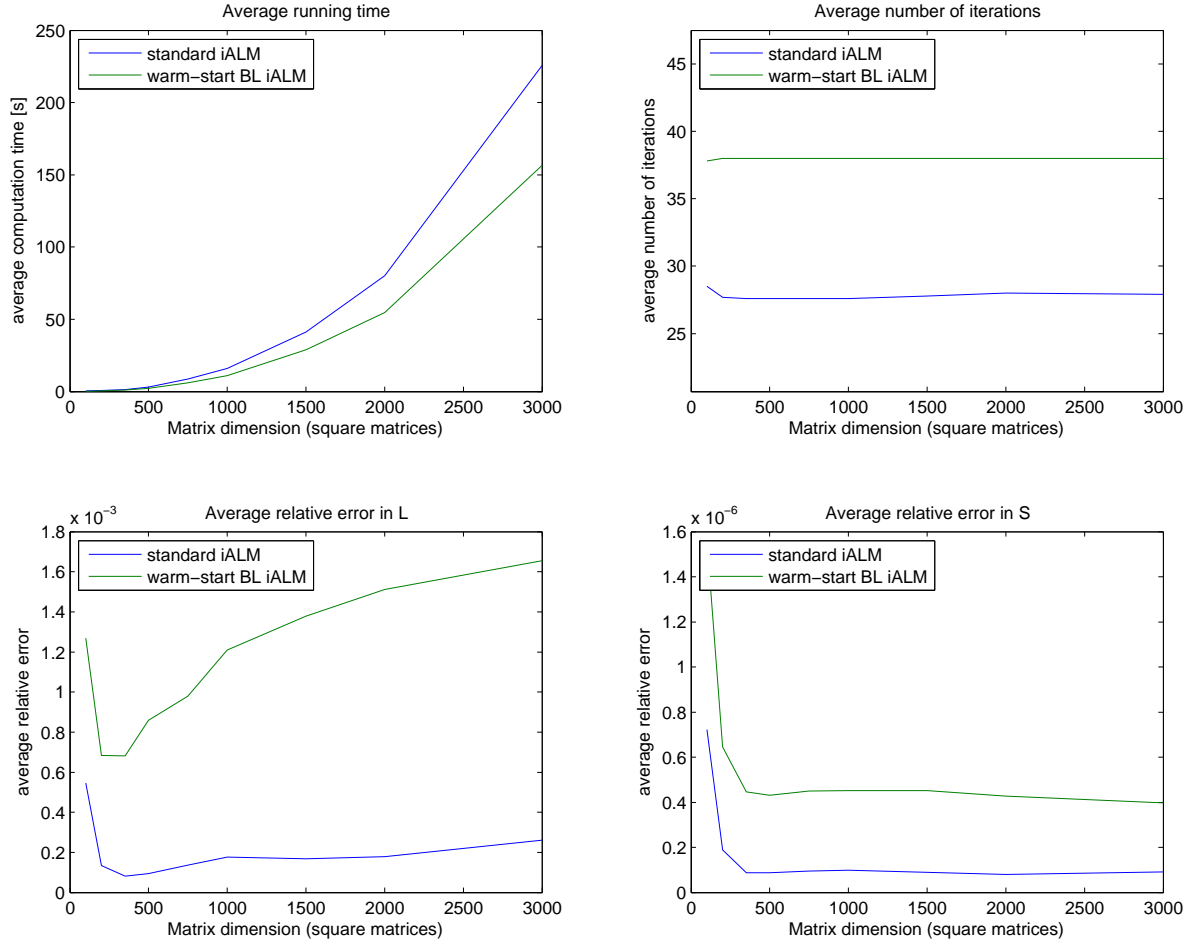 Average running time
250
200
150
100
50
0
average computation time [s]
standard iALM
warm−start BL iALM
0 500 1000 1500 2000 2500 3000
Matrix dimension (square matrices)
Average number of iterations
45
40
35
30
25
average number of iterations
standard iALM
warm−start BL iALM
0 500 1000 1500 2000 2500 3000
Matrix dimension (square matrices)
Average relative error in L
x 10−3
1.8
1.6
1.4
1.2
1
0.8
0.6
0.4
0.2
0
average relative error
standard iALM
warm−start BL iALM
0 500 1000 1500 2000 2500 3000
Matrix dimension (square matrices)
Average relative error in S
x 10−6
1.6
1.4
1.2
1
0.8
0.6
0.4
0.2
0
average relative error
standard iALM
warm−start BL iALM
0 500 1000 1500 2000 2500 3000
Matrix dimension (square matrices)